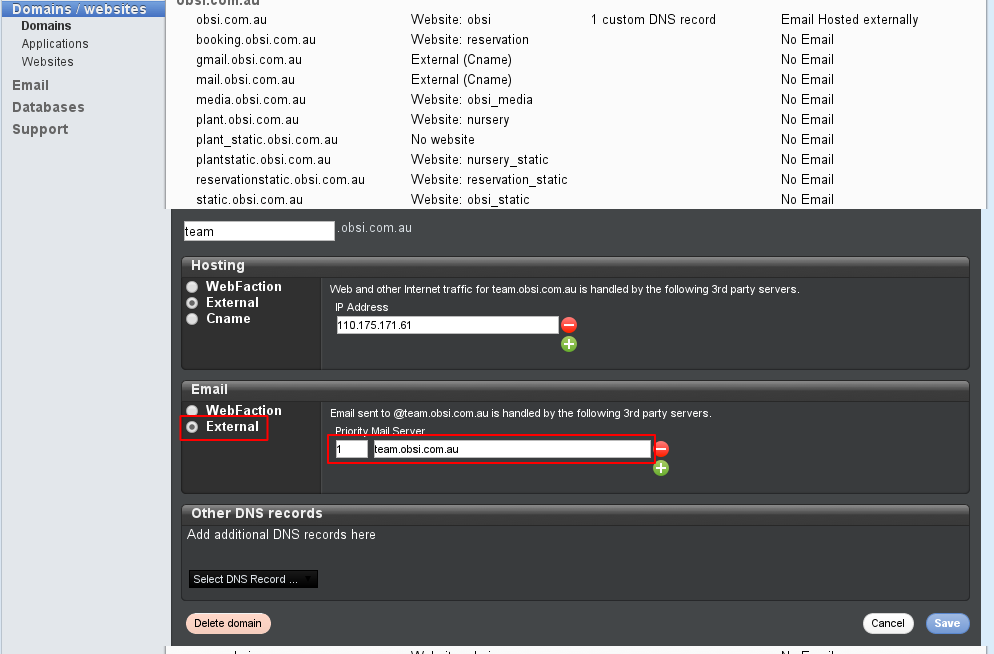 Domains / websites
Domains
Applications
Websites
Email
Databases
Support
obsi.com.au
obsi.com.au Website: obsi 1 custom DNS record Email Hosted externally
booking.obsi.com.au Website: reservation No Email
gmail.obsi.com.au External (Cname) No Email
mail.obsi.com.au External (Cname) No Email
media.obsi.com.au Website: obsi_media No Email
plant.obsi.com.au Website: nursery No Email
plant_static.obsi.com.au No website No Email
plantstatic.obsi.com.au Website: nursery_static No Email
reservationstatic.obsi.com.au Website: reservation_static No Email
static.obsi.com.au Website: obsi_static No Email
team .obsi.com.au
Hosting
WebFaction
External
Cname
Web and other Internet traffic for team.obsi.com.au is handled by the following 3rd party servers.
IP Address
110.175.171.61
Email
WebFaction
External
Email sent to @team.obsi.com.au is handled by the following 3rd party servers.
Priority Mail Server
1 team.obsi.com.au
Other DNS records
Add additional DNS records here
Select DNS Record ...
Delete domain Cancel Save